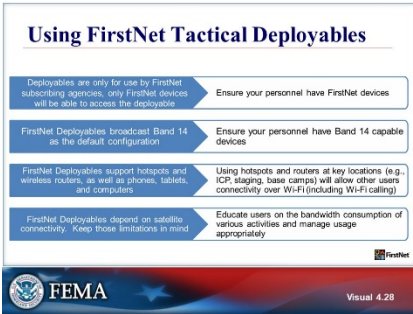 Using FirstNet Tactical Deployables
Deployables are only for use by FirstNet
subscribing agencies, only FirstNet devices
will be able to access the deployable
Ensure your personnel have FirstNet devices
FirstNet Deployables broadcast Band 14
as the default configuration
Ensure your personnel have Band 14 capable
devices
FirstNet Deployables support hotspots and
wireless routers, as well as phones, tablets,
and computers
Using hotspots and routers at key locations (e.g.,
ICP, staging, base camps) will allow other users
connectivity over Wi-Fi (including Wi-Fi calling)
FirstNet Deployables depend on satellite
connectivity. Keep those limitations in mind
Educate users on the bandwidth consumption of
various activities and manage usage
appropriately
FirstNet
FEMA
Visual 4.28